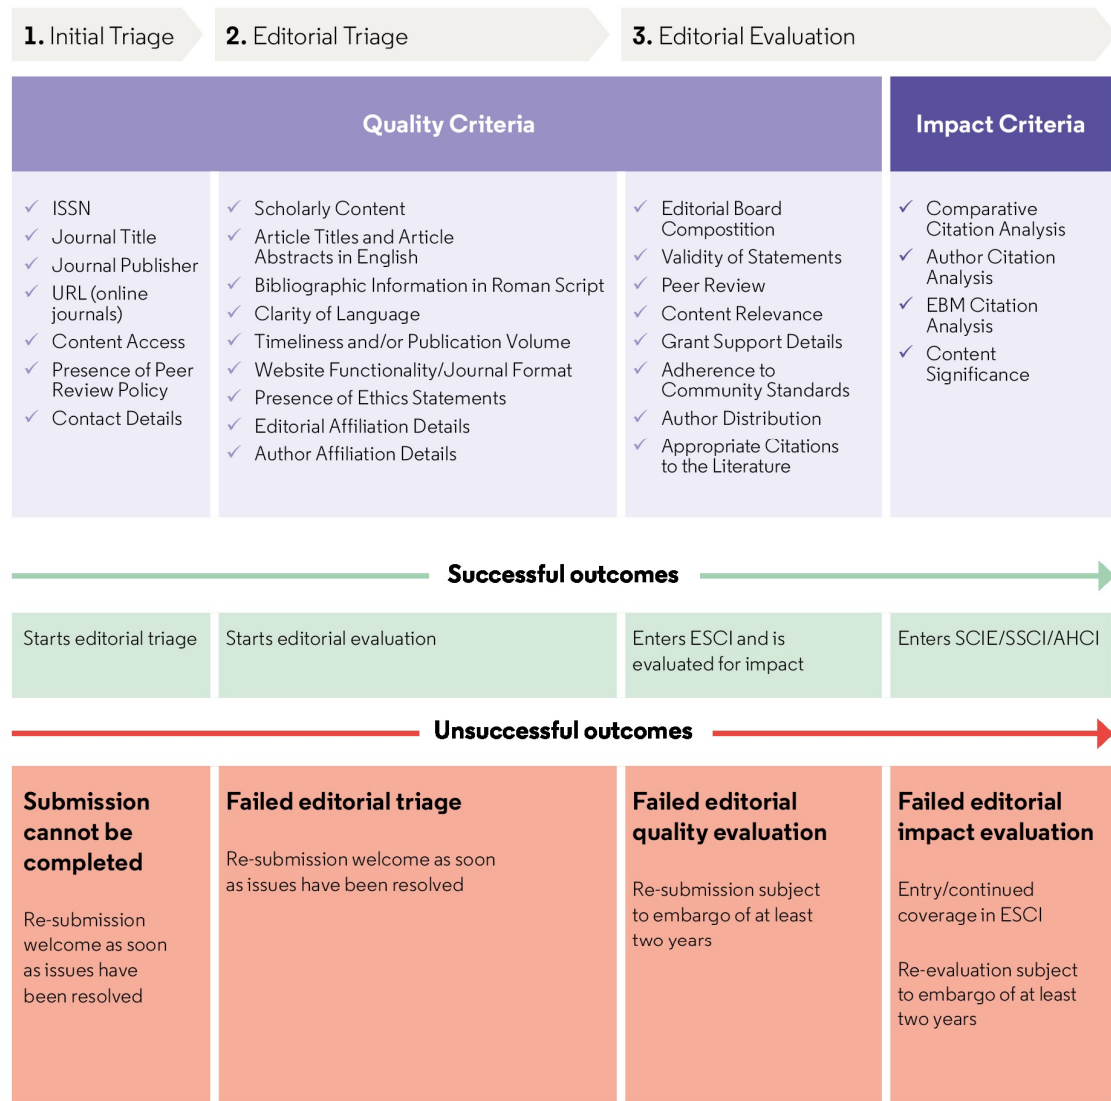 1. Initial Triage
2. Editorial Triage
3. Editorial Evaluation
Quality Criteria
Impact Criteria
✓ ISSN
✓ Journal Title
✓ Journal Publisher
✓ URL (online
journals)
✓ Content Access
✓ Presence of Peer
Review Policy
✓ Contact Details
✓ Scholarly Content
✓ Article Titles and Article
Abstracts in English
✓ Bibliographic Information in Roman Script
✓ Clarity of Language
✓ Timeliness and/or Publication Volume
✓ Website Functionality/Journal Format
✓ Presence of Ethics Statements
✓ Editorial Affiliation Details
✓ Author Affiliation Details
✓ Editorial Board
Compostition
✓ Validity of Statements
✓ Peer Review
✓ Content Relevance
✓ Grant Support Details
✓ Adherence to
Community Standards
✓ Author Distribution
✓ Appropriate Citations
to the Literature
✓ Comparative
Citation Analysis
✓ Author Citation
Analysis
✓ EBM Citation
Analysis
✓ Content
Significance
Successful outcomes
Starts editorial triage
Starts editorial evaluation
Enters ESCI and is
evaluated for impact
Enters SCIE/SSCI/AHCI
Unsuccessful outcomes
Submission
cannot be
completed
Re-submission
welcome as soon
as issues have
been resolved
Failed editorial triage
Re-submission welcome as soon
as issues have been resolved
Failed editorial
quality evaluation
Re-submission subject
to embargo of at least
two years
Failed editorial
impact evaluation
Entry/continued
coverage in ESCI
Re-evaluation subject
to embargo of at least
two years